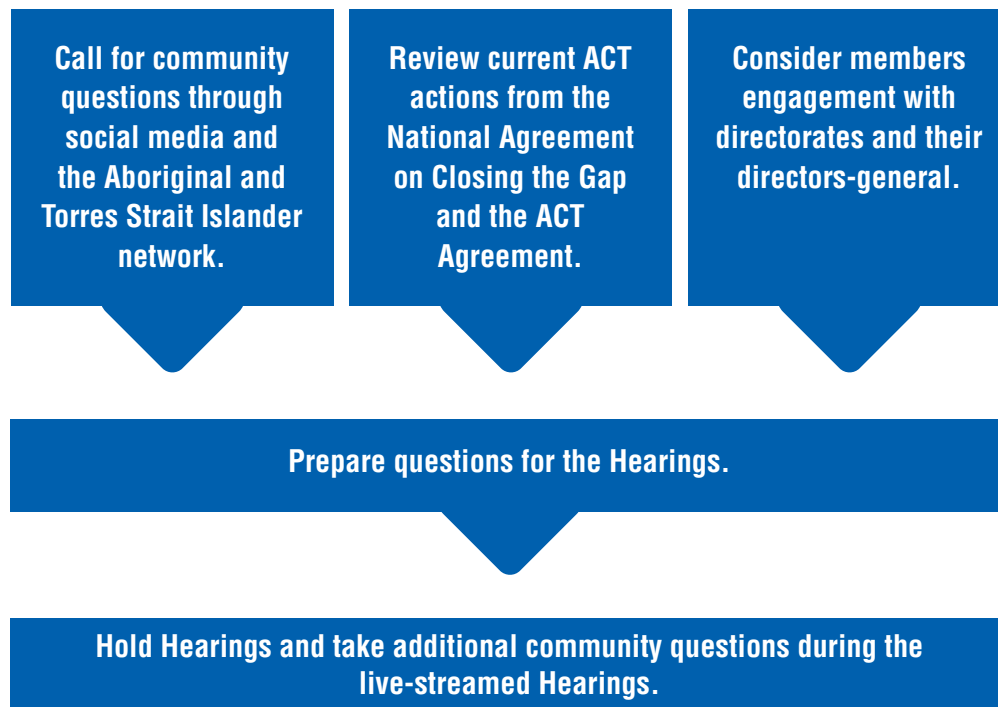 Call for community
questions through
social media and
the Aboriginal and
Torres Strait Islander
network.
Review current ACT
actions from the
National Agreement
on Closing the Gap
and the ACT
Agreement.
Consider members
engagement with
directorates and their
directors-general.
Prepare questions for the Hearings.
Hold Hearings and take additional community questions during the
live-streamed Hearings.